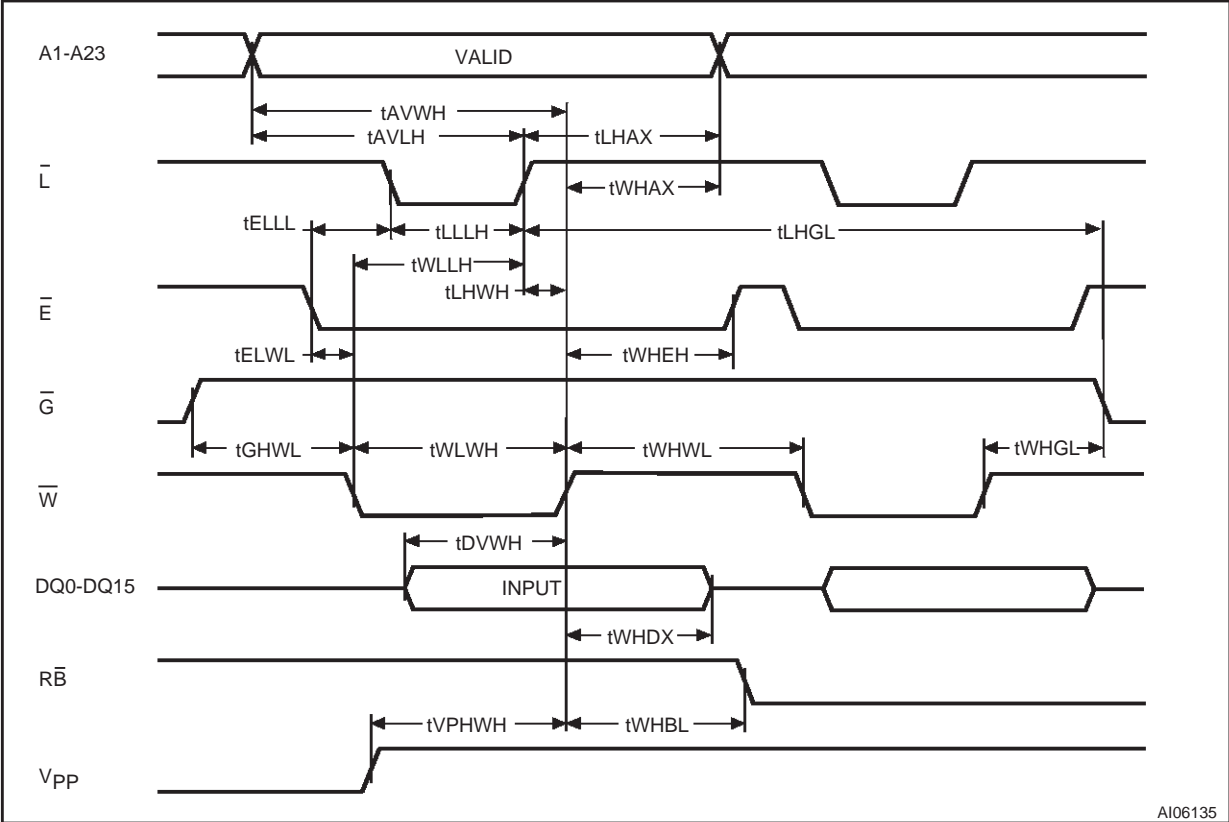 A1-A23
VALID
tAVWH
tAVLH
tLHAX
L̅
tWHAX
tELLL
tLLLH
tLHGL
tWLLH
tLHWH
E̅
tELWL
tWHEH
G̅
tGHWL
tWLWH
tWHWL
tWHGL
W̅
tDVWH
DQ0-DQ15
INPUT
tWHDX
RB̅
tVPHWH
tWHBL
VPP
AI06135